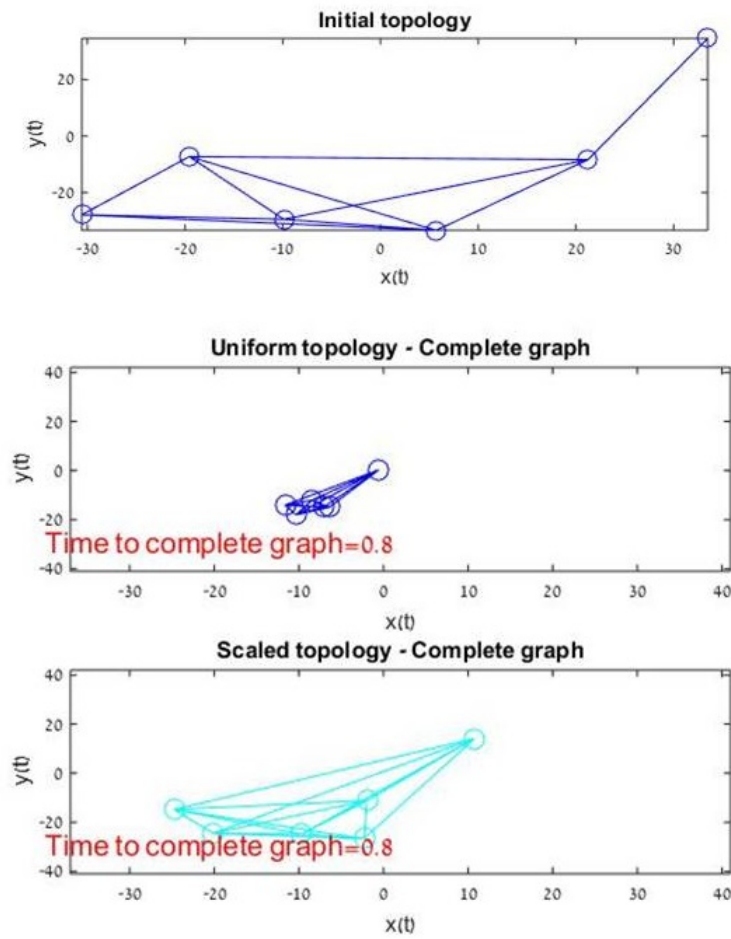 Initial topology
20
0
-20
y(t)
-30 -20 -10 0 10 20 30
x(t)
Uniform topology - Complete graph
40
20
0
-20
-40
y(t)
Time to complete graph=0.8
-30 -20 -10 0 10 20 30 40
x(t)
Scaled topology - Complete graph
40
20
0
-20
-40
y(t)
Time to complete graph=0.8
-30 -20 -10 0 10 20 30 40
x(t)